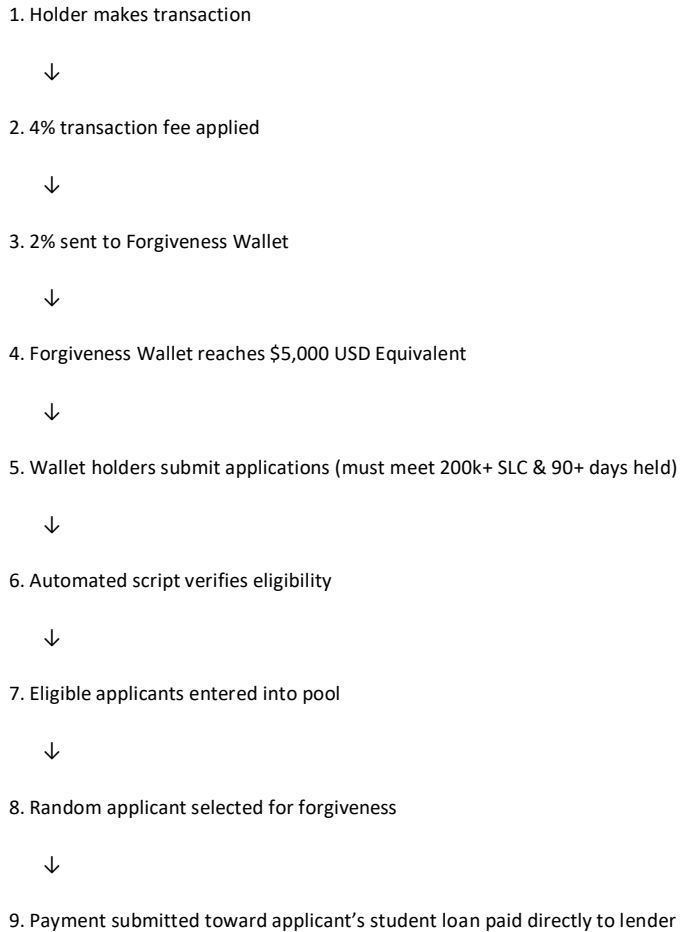 1. Holder makes transaction
↓
2. 4% transaction fee applied
↓
3. 2% sent to Forgiveness Wallet
↓
4. Forgiveness Wallet reaches $5,000 USD Equivalent
↓
5. Wallet holders submit applications (must meet 200k+ SLC & 90+ days held)
↓
6. Automated script verifies eligibility
↓
7. Eligible applicants entered into pool
↓
8. Random applicant selected for forgiveness
↓
9. Payment submitted toward applicant’s student loan paid directly to lender